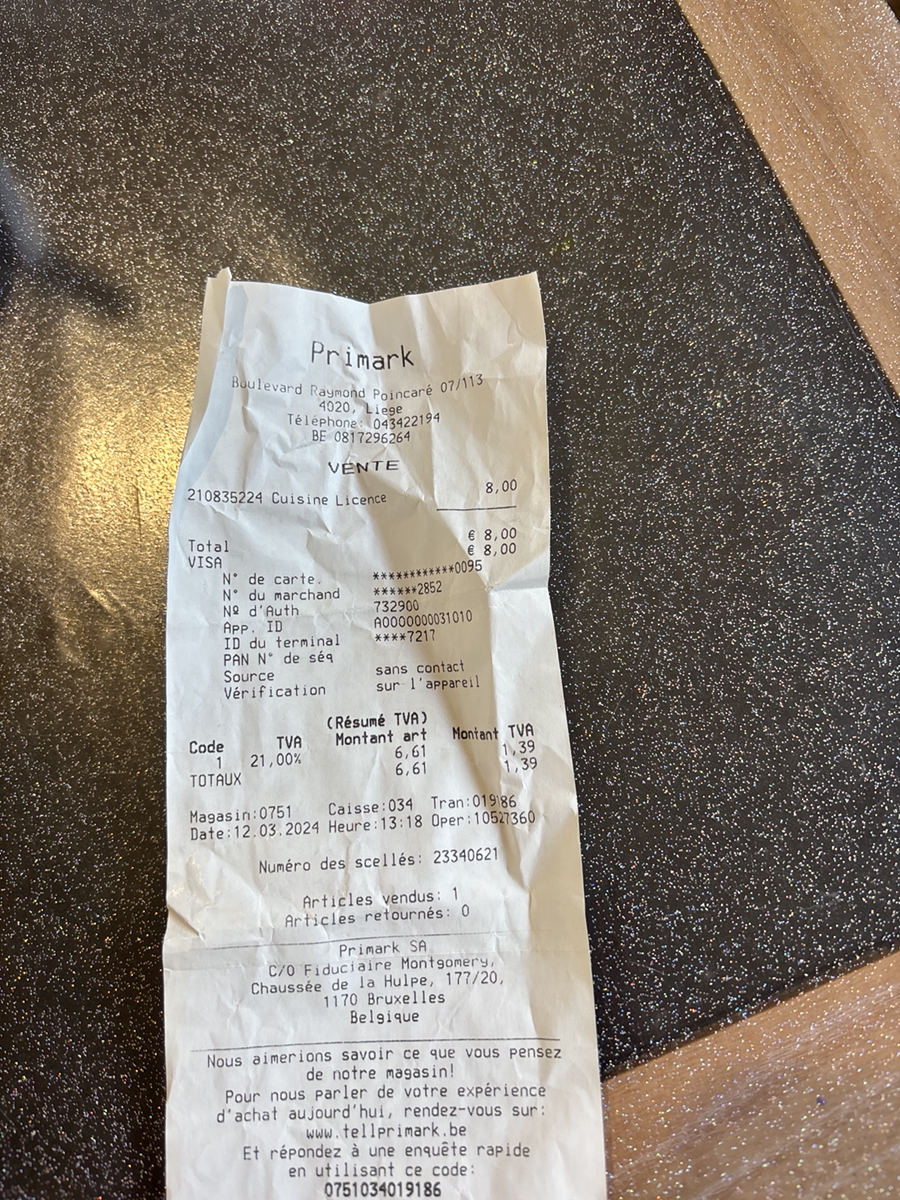 Primark
Boulevard Raymond Poincaré 07/113
4020, Liege
Téléphone: 043422194
BE 0817296264
VENTE
210835224 Cuisine Licence 8,00
Total € 8,00
VISA € 8,00
N° de carte. ************0095
N° du marchand ******2852
Nº d'Auth 732900
App. ID A0000000031010
ID du terminal ****7217
PAN N° de séq
Source sans contact
Vérification sur l'appareil
(Résumé TVA)
Code TVA Montant art Montant TVA
1 21,00% 6,61 1,39
TOTAUX 6,61 1,39
Magasin:0751 Caisse:034 Tran:019186
Date:12.03.2024 Heure:13:18 Oper:10527360
Numéro des scellés: 23340621
Articles vendus: 1
Articles retournés: 0
Primark SA
C/O Fiduciaire Montgomery,
Chaussée de la Hulpe, 177/20,
1170 Bruxelles
Belgique
Nous aimerions savoir ce que vous pensez
de notre magasin!
Pour nous parler de votre expérience
d'achat aujourd'hui, rendez-vous sur:
www.tellprimark.be
Et répondez à une enquête rapide
en utilisant ce code:
0751034019186